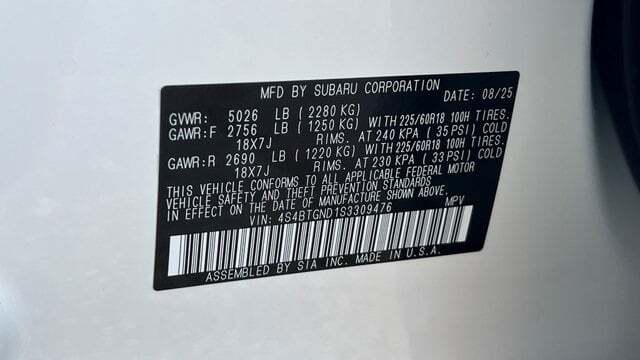 MFD BY SUBARU CORPORATION
DATE: 08/25
GVWR: 5026 LB ( 2280 KG)
GAWR:F 2756 LB ( 1250 KG) WITH 225/60R18 100H TIRES.
18X7J RIMS. AT 240 KPA ( 35 PSI) COLD
GAWR:R 2690 LB ( 1220 KG) WITH 225/60R18 100H TIRES.
18X7J RIMS. AT 230 KPA ( 33 PSI) COLD
THIS VEHICLE CONFORMS TO ALL APPLICABLE FEDERAL MOTOR
VEHICLE SAFETY AND THEFT PREVENTION STANDARDS
IN EFFECT ON THE DATE OF MANUFACTURE SHOWN ABOVE.
VIN: 4S4BTGND1S3309476 MPV
ASSEMBLED BY SIA INC. MADE IN U.S.A.